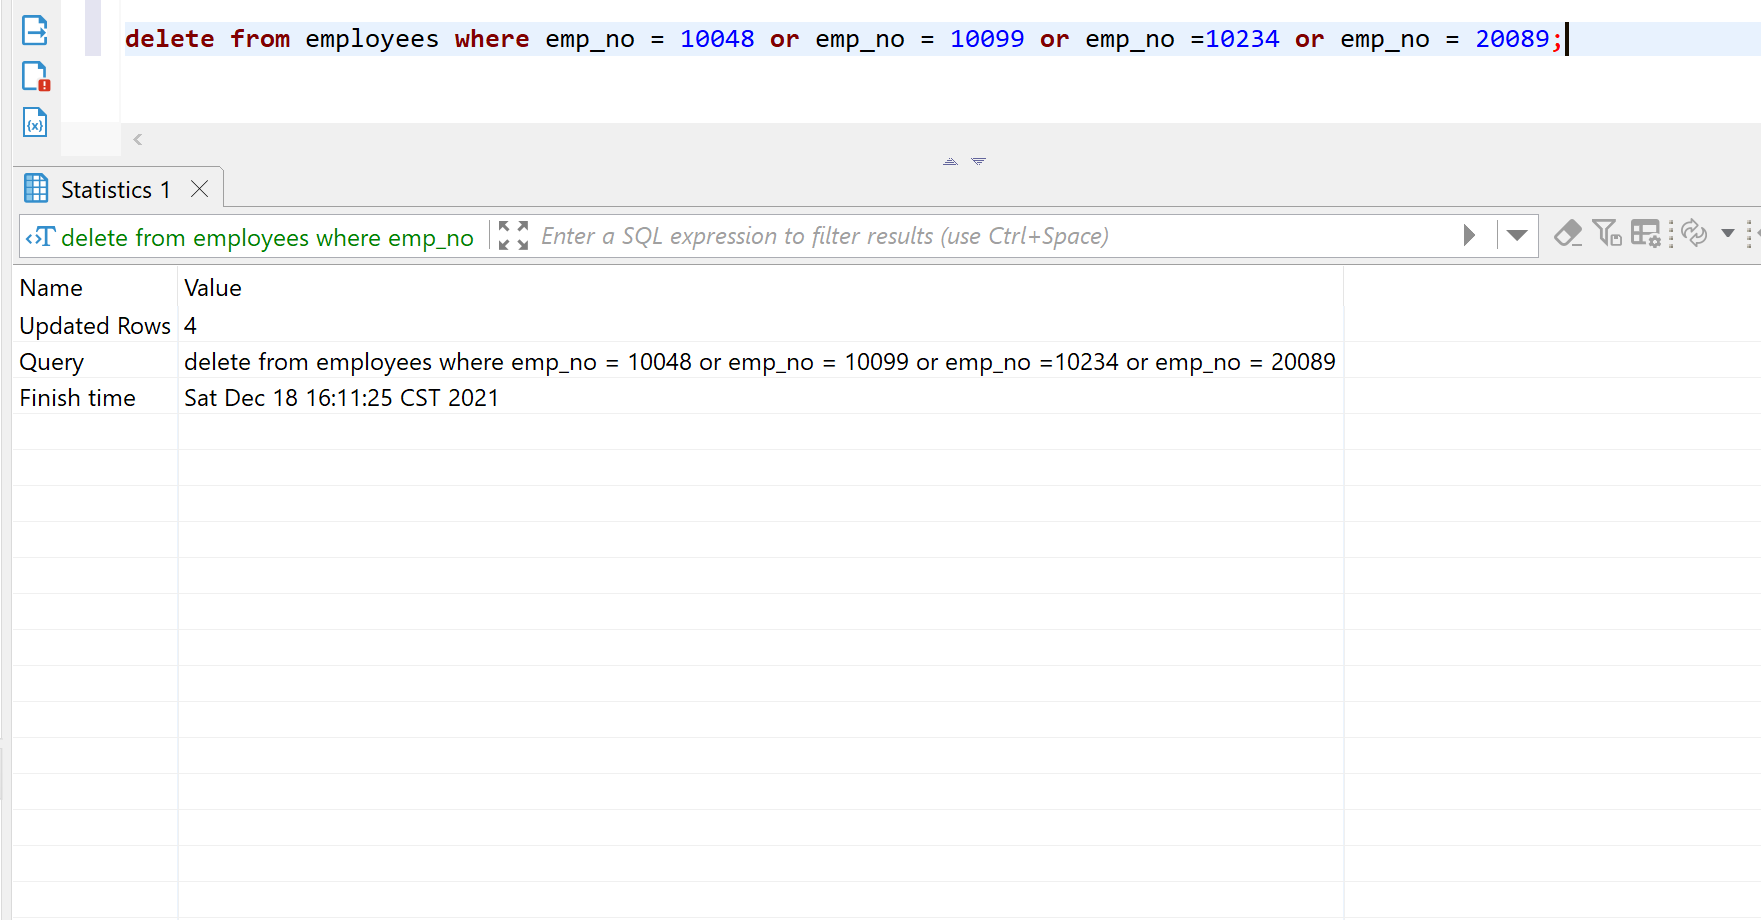 delete from employees where emp_no = 10048 or emp_no = 10099 or emp_no =10234 or emp_no = 20089;
Statistics 1
delete from employees where emp_no
Enter a SQL expression to filter results (use Ctrl+Space)
Name Value
Updated Rows 4
Query delete from employees where emp_no = 10048 or emp_no = 10099 or emp_no =10234 or emp_no = 20089
Finish time Sat Dec 18 16:11:25 CST 2021